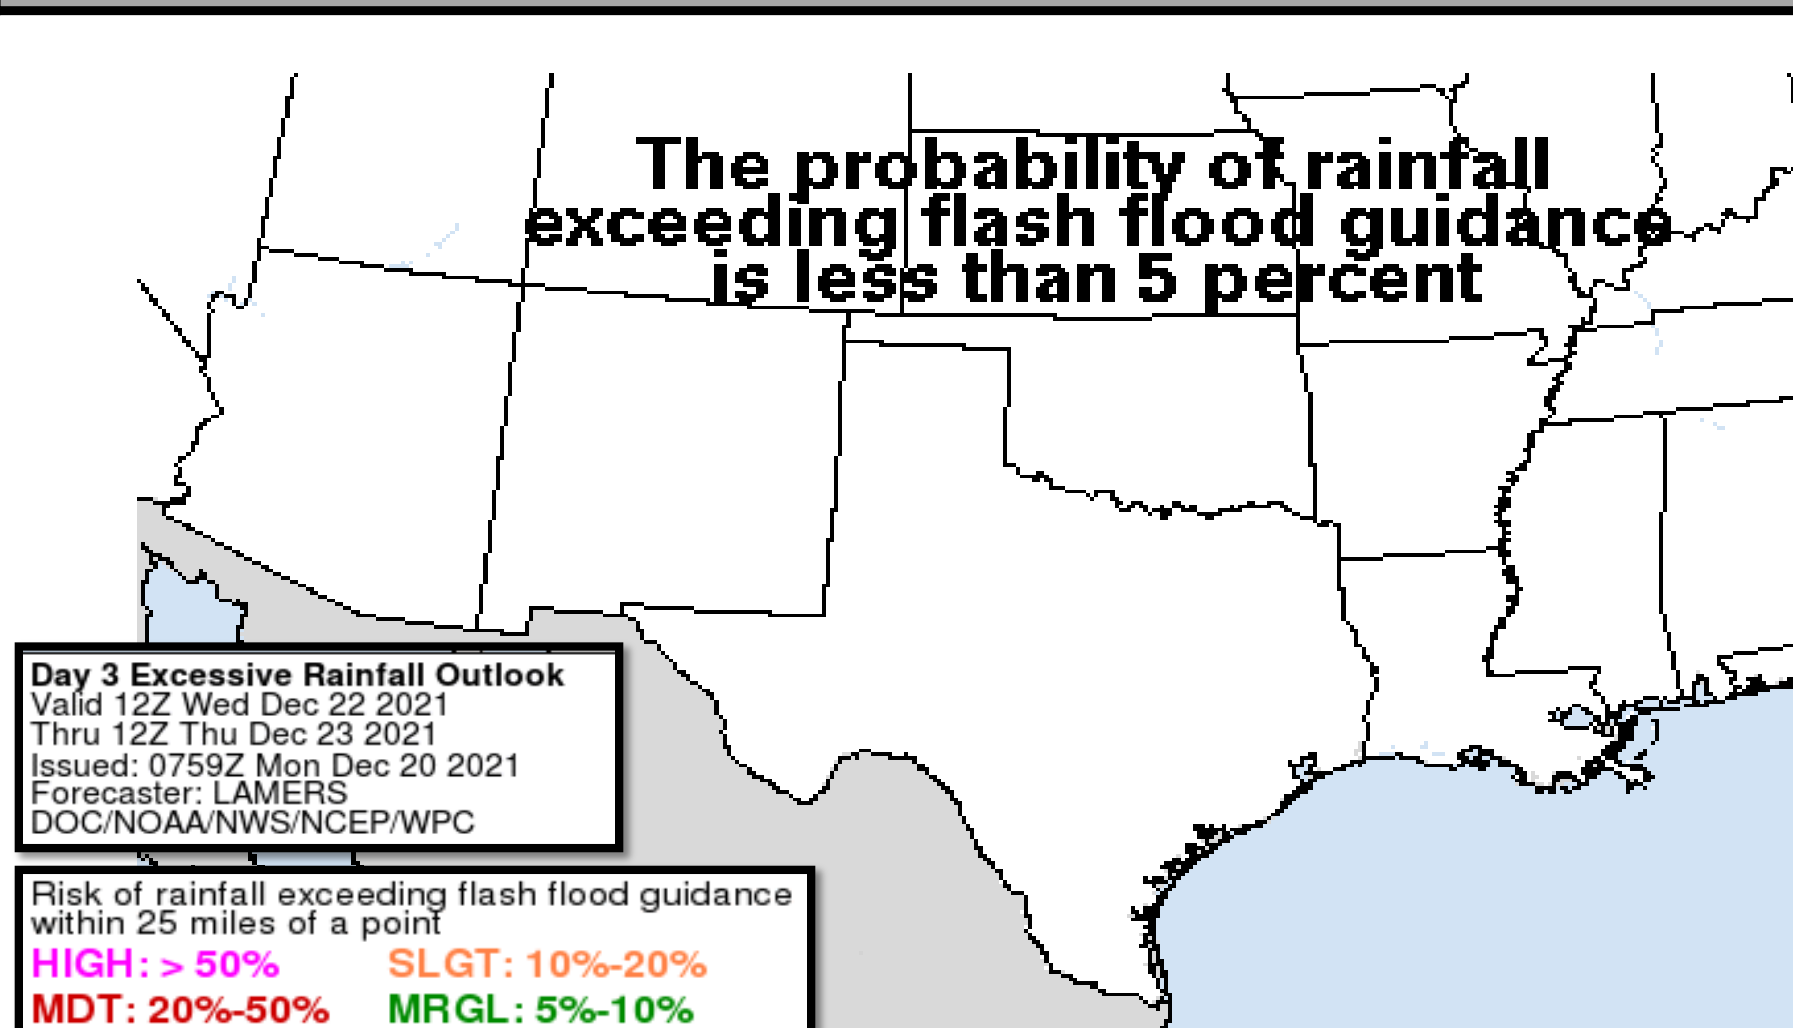 The probability of rainfall
exceeding flash flood guidance
is less than 5 percent
Day 3 Excessive Rainfall Outlook
Valid 12Z Wed Dec 22 2021
Thru 12Z Thu Dec 23 2021
Issued: 0759Z Mon Dec 20 2021
Forecaster: LAMERS
DOC/NOAA/NWS/NCEP/WPC
Risk of rainfall exceeding flash flood guidance
within 25 miles of a point
HIGH: > 50% SLGT: 10%-20%
MDT: 20%-50% MRGL: 5%-10%